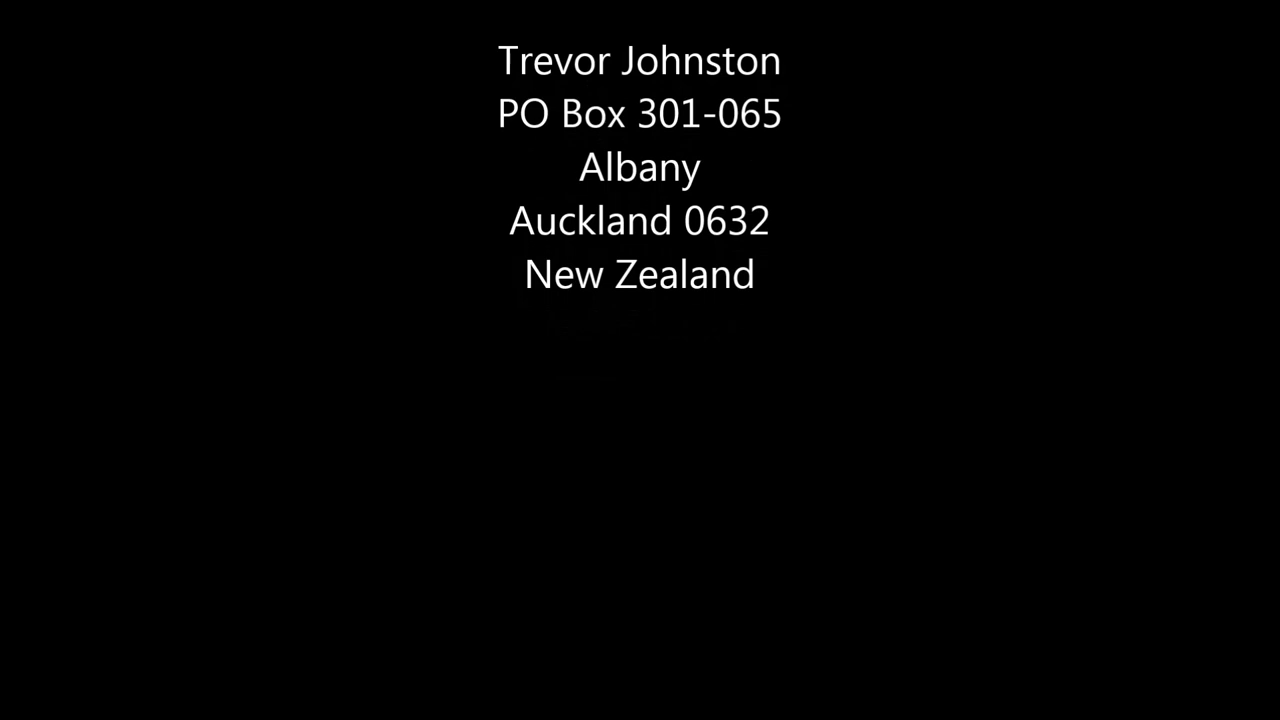 Trevor Johnston
PO Box 301-065
Albany
Auckland 0632
New Zealand